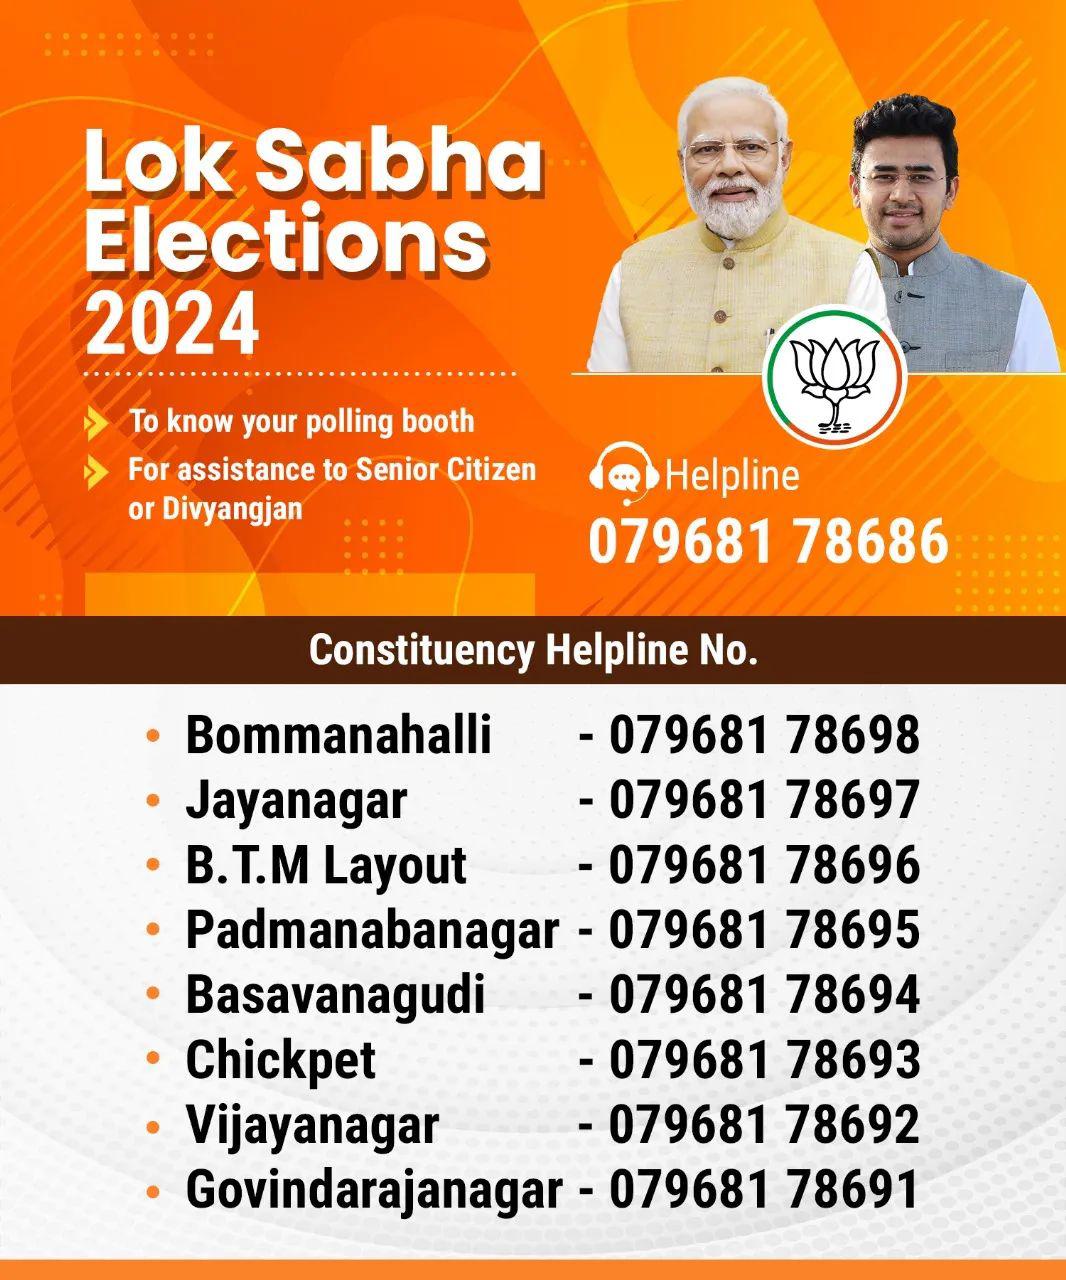 Lok Sabha
Elections
2024
To know your polling booth
For assistance to Senior Citizen
or Divyangjan
Helpline
079681 78686
Constituency Helpline No.
• Bommanahalli - 079681 78698
• Jayanagar - 079681 78697
• B.T.M Layout - 079681 78696
• Padmanabanagar - 079681 78695
• Basavanagudi - 079681 78694
• Chickpet - 079681 78693
• Vijayanagar - 079681 78692
• Govindarajanagar - 079681 78691